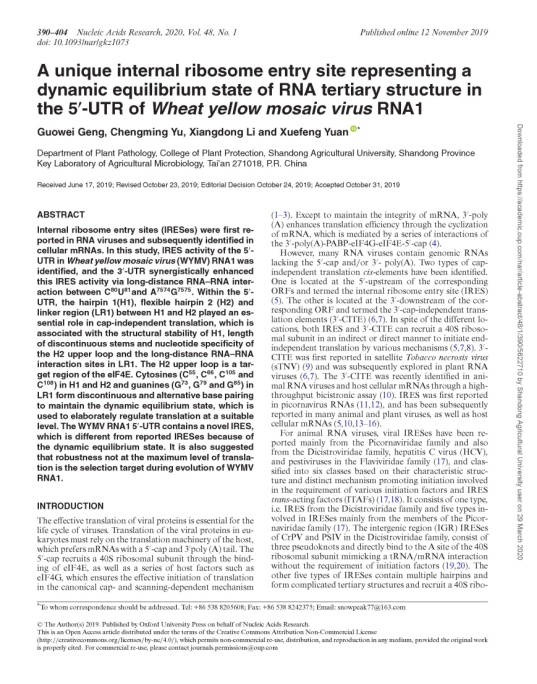 390–404 Nucleic Acids Research, 2020, Vol. 48, No. 1
Published online 12 November 2019
doi: 10.1093/nar/gkz1073
A unique internal ribosome entry site representing a
dynamic equilibrium state of RNA tertiary structure in
the 5′-UTR of Wheat yellow mosaic virus RNA1
Guowei Geng, Chengming Yu, Xiangdong Li and Xuefeng Yuan*
Department of Plant Pathology, College of Plant Protection, Shandong Agricultural University, Shandong Province
Key Laboratory of Agricultural Microbiology, Tai'an 271018, P.R. China
Received June 17, 2019; Revised October 23, 2019; Editorial Decision October 24, 2019; Accepted October 31, 2019
ABSTRACT
Internal ribosome entry sites (IRESes) were first re-
ported in RNA viruses and subsequently identified in
cellular mRNAs. In this study, IRES activity of the 5′-
UTR in Wheat yellow mosaic virus (WYMV) RNA1 was
identified, and the 3′-UTR synergistically enhanced
this IRES activity via long-distance RNA–RNA inter-
action between C80U81 and A7574G7575. Within the 5′-
UTR, the hairpin 1(H1), flexible hairpin 2 (H2) and
linker region (LR1) between H1 and H2 played an es-
sential role in cap-independent translation, which is
associated with the structural stability of H1, length
of discontinuous stems and nucleotide specificity of
the H2 upper loop and the long-distance RNA–RNA
interaction sites in LR1. The H2 upper loop is a tar-
get region of the eIF4E. Cytosines (C55, C66, C105 and
C108) in H1 and H2 and guanines (G73, G79 and G85) in
LR1 form discontinuous and alternative base pairing
to maintain the dynamic equilibrium state, which is
used to elaborately regulate translation at a suitable
level. The WYMV RNA1 5′-UTR contains a novel IRES,
which is different from reported IRESes because of
the dynamic equilibrium state. It is also suggested
that robustness not at the maximum level of transla-
tion is the selection target during evolution of WYMV
RNA1.
INTRODUCTION
The effective translation of viral proteins is essential for the
life cycle of viruses. Translation of the viral proteins in eu-
karyotes must rely on the translation machinery of the host,
which prefers mRNAs with a 5′-cap and 3′poly (A) tail. The
5′-cap recruits a 40S ribosomal subunit through the bind-
ing of eIF4E, as well as a series of host factors such as
eIF4G, which ensures the effective initiation of translation
in the canonical cap- and scanning-dependent mechanism
(1–3). Except to maintain the integrity of mRNA, 3′-poly
(A) enhances translation efficiency through the cyclization
of mRNA, which is mediated by a series of interactions of
the 3′-poly(A)-PABP-eIF4G-eIF4E-5′-cap (4).
However, many RNA viruses contain genomic RNAs
lacking the 5′-cap and/or 3′- poly(A). Two types of cap-
independent translation cis-elements have been identified.
One is located at the 5′-upstream of the corresponding
ORFs and termed the internal ribosome entry site (IRES)
(5). The other is located at the 3′-downstream of the cor-
responding ORF and termed the 3′-cap-independent trans-
lation elements (3′-CITE) (6,7). In spite of the different lo-
cations, both IRES and 3′-CITE can recruit a 40S riboso-
mal subunit in an indirect or direct manner to initiate end-
independent translation by various mechanisms (5,7,8). 3′-
CITE was first reported in satellite Tobacco necrosis virus
(sTNV) (9) and was subsequently explored in plant RNA
viruses (6,7). The 3′-CITE was recently identified in ani-
mal RNA viruses and host cellular mRNAs through a high-
throughput bicistronic assay (10). IRES was first reported
in picornavirus RNAs (11,12), and has been subsequently
reported in many animal and plant viruses, as well as host
cellular mRNAs (5,10,13–16).
For animal RNA viruses, viral IRESes have been re-
ported mainly from the Picornaviridae family and also
from the Dicistroviridae family, hepatitis C virus (HCV),
and pestiviruses in the Flaviviridae family (17), and clas-
sified into six classes based on their characteristic struc-
ture and distinct mechanism promoting initiation involved
in the requirement of various initiation factors and IRES
trans-acting factors (ITAFs) (17,18). It consists of one type,
i.e. IRES from the Dicistroviridae family and five types in-
volved in IRESes mainly from the members of the Picor-
naviridae family (17). The intergenic region (IGR) IRESes
of CrPV and PSIV in the Dicistroviridae family, consist of
three pseudoknots and directly bind to the A site of the 40S
ribosomal subunit mimicking a tRNA/mRNA interaction
without the requirement of initiation factors (19,20). The
other five types of IRESes contain multiple hairpins and
form complicated tertiary structures and recruit a 40S ribo-
*To whom correspondence should be addressed. Tel: +86 538 8205608; Fax: +86 538 8242375; Email: snowpeak77@163.com
© The Author(s) 2019. Published by Oxford University Press on behalf of Nucleic Acids Research.
This is an Open Access article distributed under the terms of the Creative Commons Attribution Non-Commercial License
(http://creativecommons.org/licenses/by-nc/4.0/), which permits non-commercial re-use, distribution, and reproduction in any medium, provided the original work
is properly cited. For commercial re-use, please contact journals.permissions@oup.com
Downloaded from https://academic.oup.com/nar/article-abstract/48/1/390/5622710 by Shandong Agricultural University user on 29 March 2020